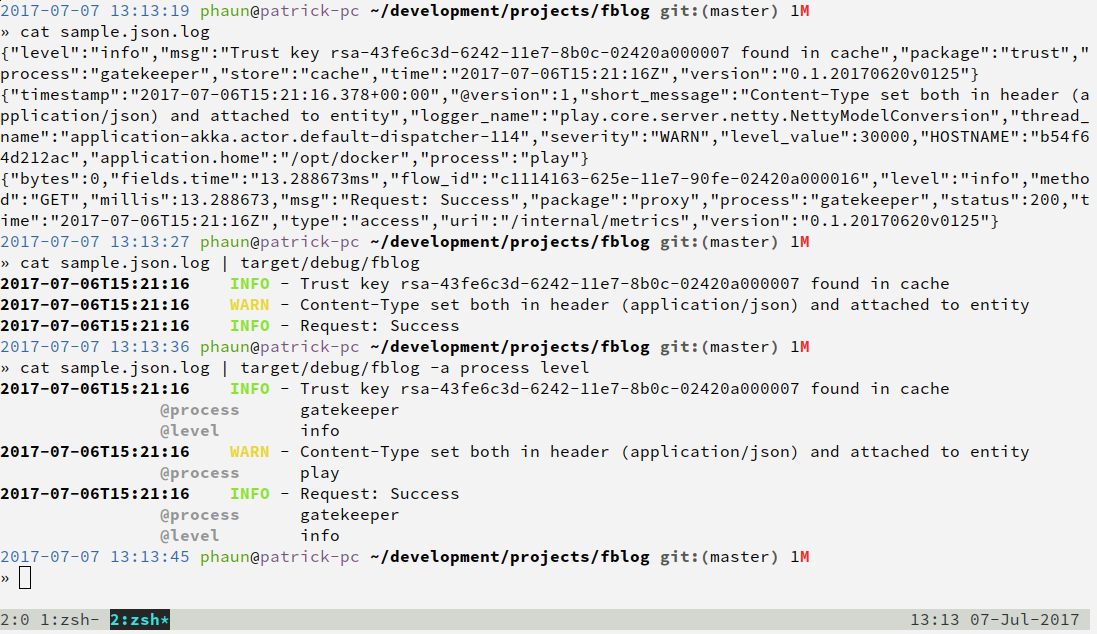 2017-07-07 13:13:19 phaun@patrick-pc ~/development/projects/fblog git:(master) 1M
» cat sample.json.log
{"level":"info","msg":"Trust key rsa-43fe6c3d-6242-11e7-8b0c-02420a000007 found in cache","package":"trust","
process":"gatekeeper","store":"cache","time":"2017-07-06T15:21:16Z","version":"0.1.20170620v0125"}
{"timestamp":"2017-07-06T15:21:16.378+00:00","@version":1,"short_message":"Content-Type set both in header (a
pplication/json) and attached to entity","logger_name":"play.core.server.netty.NettyModelConversion","thread_
name":"application-akka.actor.default-dispatcher-114","severity":"WARN","level_value":30000,"HOSTNAME":"b54f6
4d212ac","application.home":"/opt/docker","process":"play"}
{"bytes":0,"fields.time":"13.288673ms","flow_id":"c1114163-625e-11e7-90fe-02420a000016","level":"info","metho
d":"GET","millis":13.288673,"msg":"Request: Success","package":"proxy","process":"gatekeeper","status":200,"t
ime":"2017-07-06T15:21:16Z","type":"access","uri":"/internal/metrics","version":"0.1.20170620v0125"}
2017-07-07 13:13:27 phaun@patrick-pc ~/development/projects/fblog git:(master) 1M
» cat sample.json.log | target/debug/fblog
2017-07-06T15:21:16    INFO - Trust key rsa-43fe6c3d-6242-11e7-8b0c-02420a000007 found in cache
2017-07-06T15:21:16    WARN - Content-Type set both in header (application/json) and attached to entity
2017-07-06T15:21:16    INFO - Request: Success
2017-07-07 13:13:36 phaun@patrick-pc ~/development/projects/fblog git:(master) 1M
» cat sample.json.log | target/debug/fblog -a process level
2017-07-06T15:21:16    INFO - Trust key rsa-43fe6c3d-6242-11e7-8b0c-02420a000007 found in cache
@process      gatekeeper
@level        info
2017-07-06T15:21:16    WARN - Content-Type set both in header (application/json) and attached to entity
@process      play
2017-07-06T15:21:16    INFO - Request: Success
@process      gatekeeper
@level        info
2017-07-07 13:13:45 phaun@patrick-pc ~/development/projects/fblog git:(master) 1M
»
2:0 1:zsh- 2:zsh* 13:13 07-Jul-2017